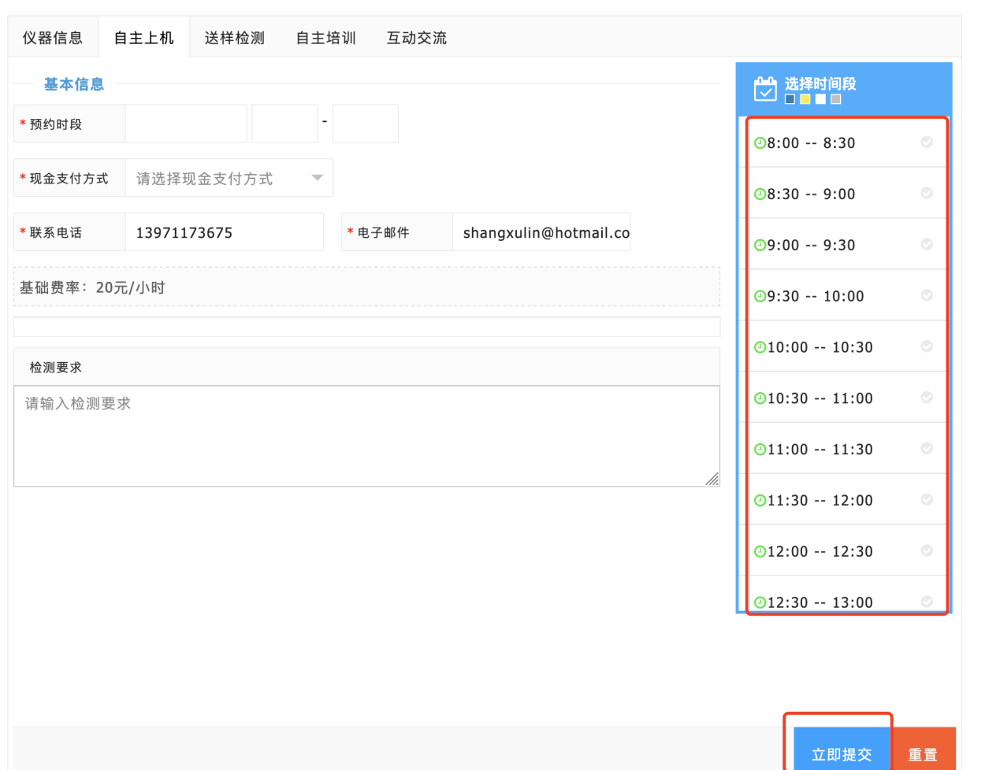 仪器信息 自主上机 送样检测 自主培训 互动交流
基本信息
* 预约时段 -
* 现金支付方式 请选择现金支付方式
* 联系电话 13971173675 * 电子邮件 shangxulin@hotmail.co
基础费率：20元/小时
检测要求
请输入检测要求
选择时间段
8:00 -- 8:30
8:30 -- 9:00
9:00 -- 9:30
9:30 -- 10:00
10:00 -- 10:30
10:30 -- 11:00
11:00 -- 11:30
11:30 -- 12:00
12:00 -- 12:30
12:30 -- 13:00
立即提交 重置